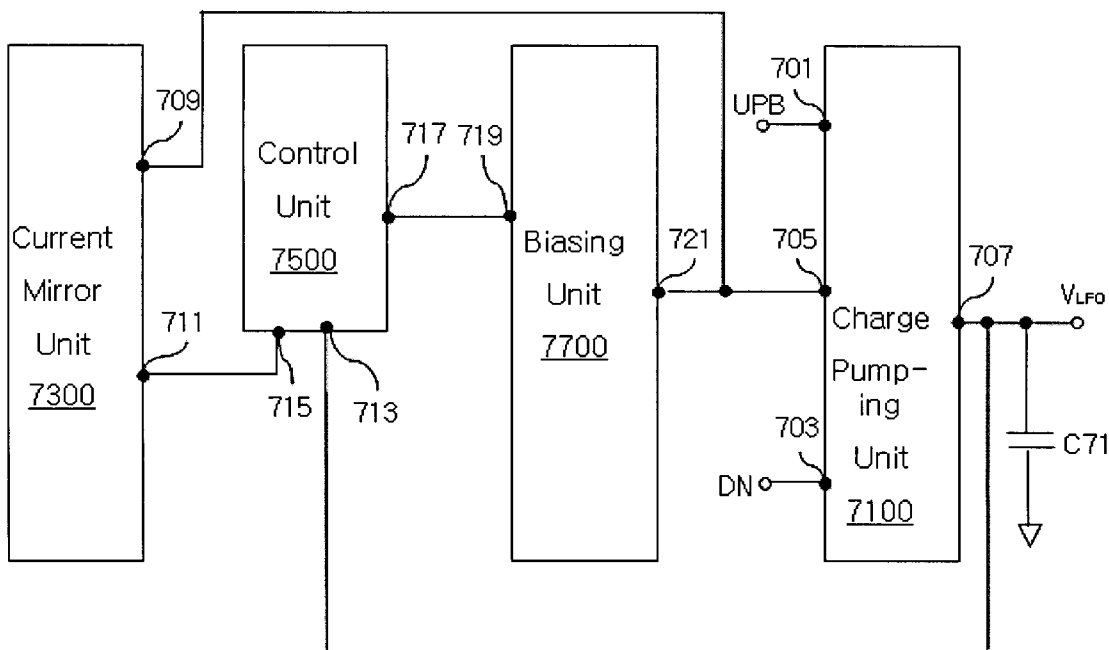 709
711
Current
Mirror
Unit
7300
Control
Unit
7500
715
713
717
719
Biasing
Unit
7700
721
701
UPB
705
703
DN
Charge
Pump-
ing
Unit
7100
707
VLFO
C71